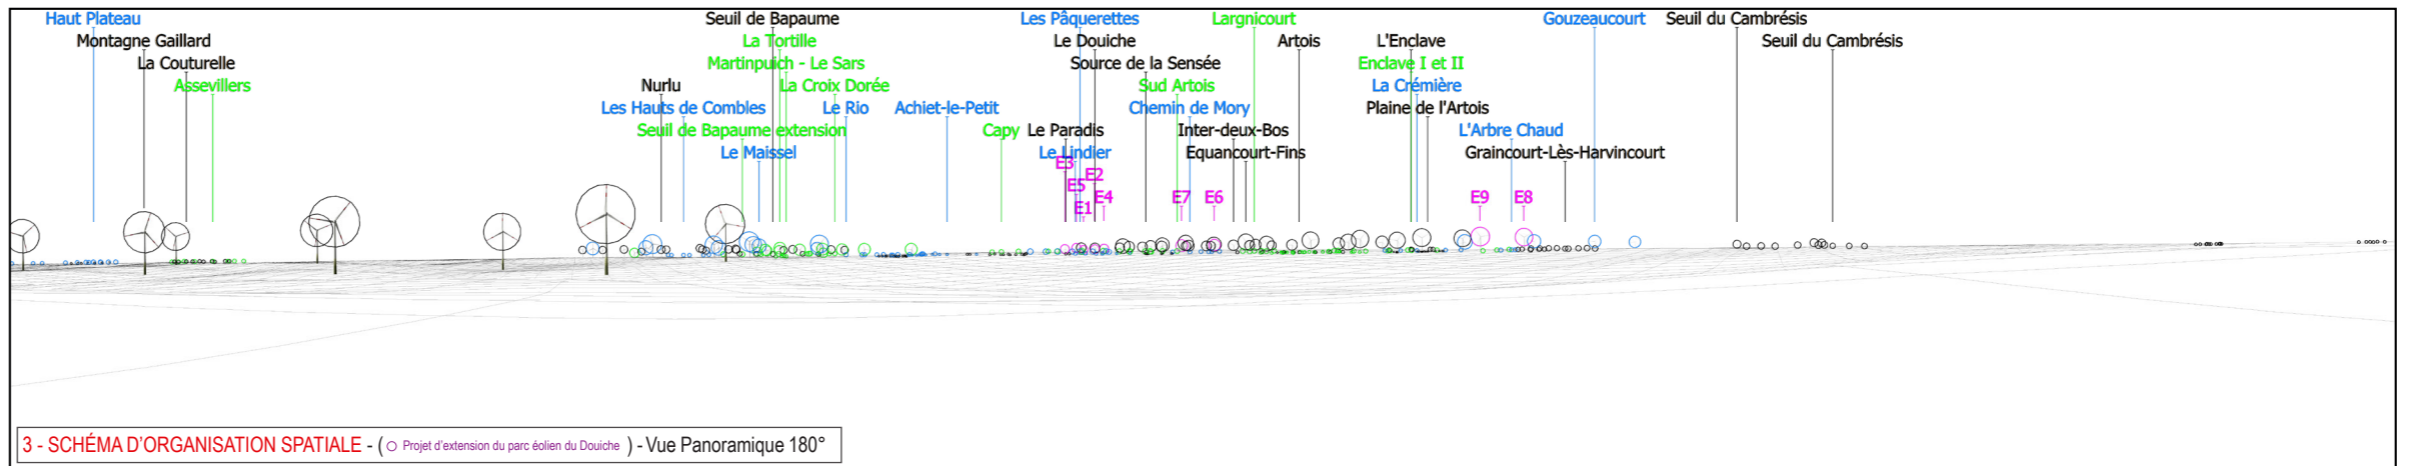 Haut Plateau Seuil de Bapaume Les Pâquerettes Largnicourt Gouzeaucourt Seuil du Cambrésis
Montagne Gaillard La Tortille Le Douiche Artois L'Enclave Seuil du Cambrésis
La Couturelle Martinpuich - Le Sars Source de la Sensée Enclave I et II
Assevillers Nurlu La Croix Dorée Sud Artois La Crémière
Les Hauts de Combles Le Rio Achiet-le-Petit Chemin de Mory Plaine de l'Artois
Seuil de Bapaume extension Capy Le Paradis Inter-deux-Bos L'Arbre Chaud
Le Maissel Le Lindier Equancourt-Fins Graincourt-Lès-Harvincourt
E3
E2
E5
E4 E7 E6 E9 E8
E1
3 - SCHÉMA D'ORGANISATION SPATIALE - ( Projet d'extension du parc éolien du Douiche ) - Vue Panoramique 180°